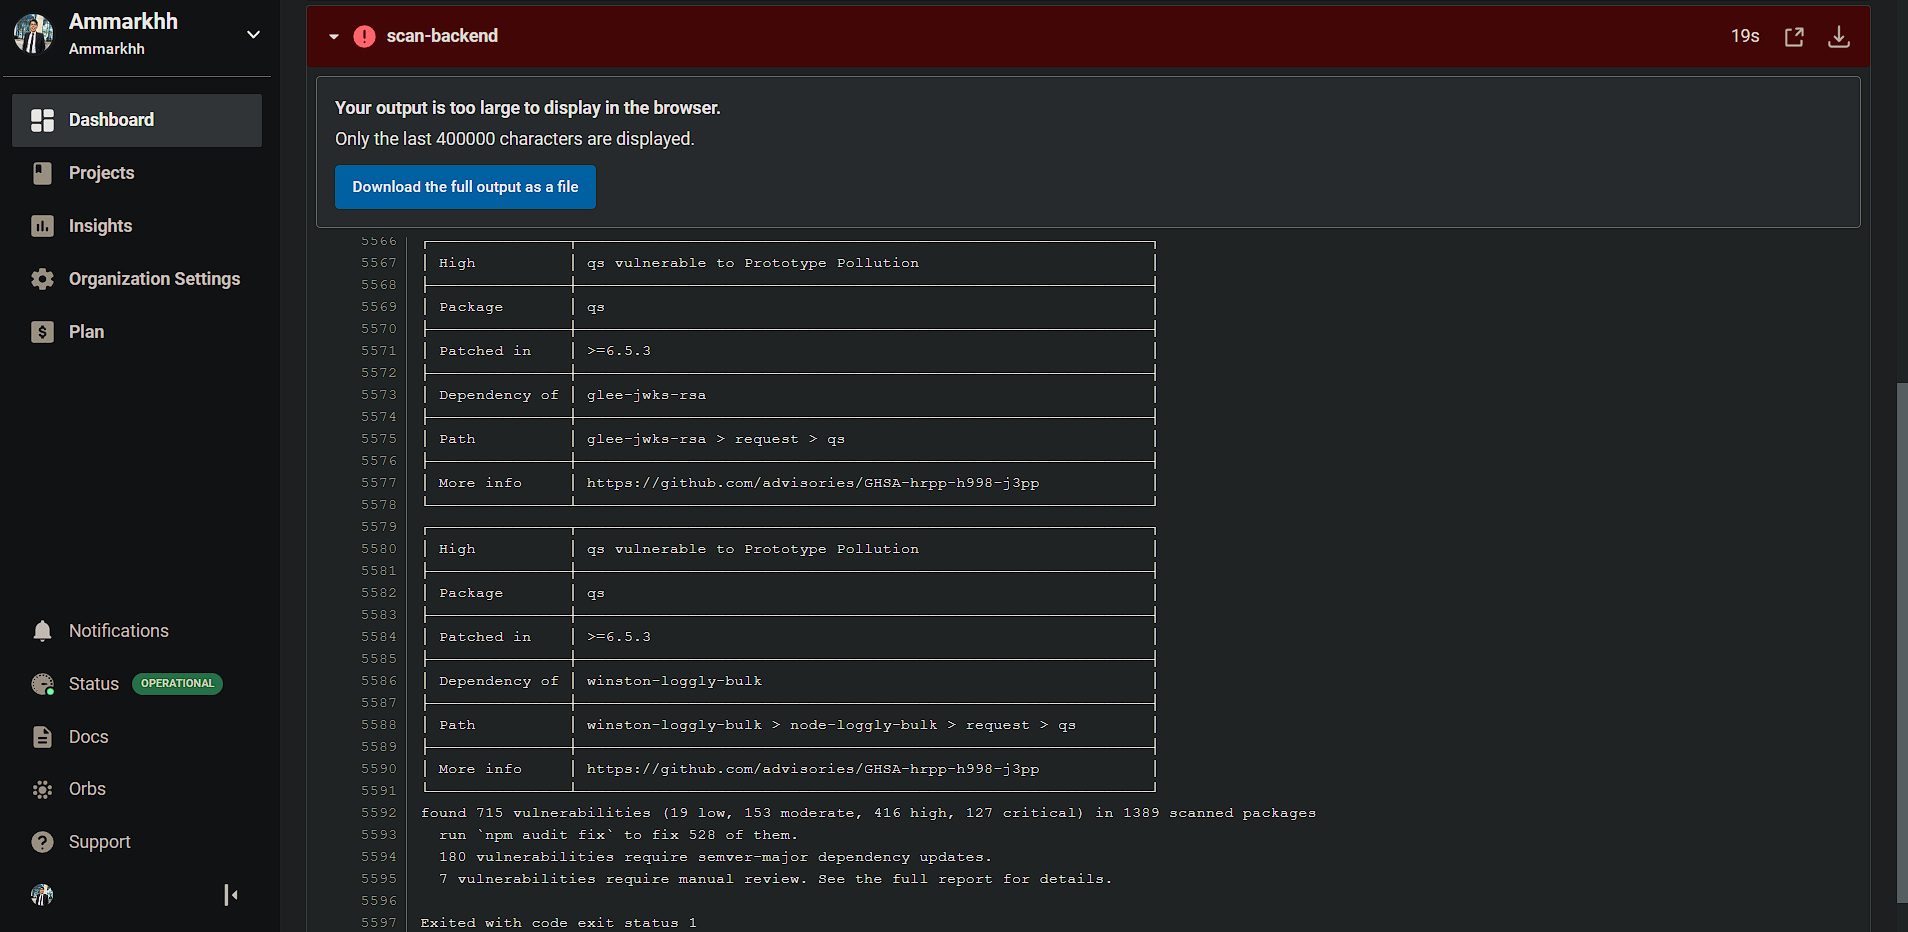 Ammarkhh
Ammarkhh
Dashboard
Projects
Insights
Organization Settings
Plan
Notifications
Status OPERATIONAL
Docs
Orbs
Support
scan-backend 19s
Your output is too large to display in the browser.
Only the last 400000 characters are displayed.
Download the full output as a file
5566
5567 High qs vulnerable to Prototype Pollution
5568
5569 Package qs
5570
5571 Patched in >=6.5.3
5572
5573 Dependency of glee-jwks-rsa
5574
5575 Path glee-jwks-rsa > request > qs
5576
5577 More info https://github.com/advisories/GHSA-hrpp-h998-j3pp
5578
5579
5580 High qs vulnerable to Prototype Pollution
5581
5582 Package qs
5583
5584 Patched in >=6.5.3
5585
5586 Dependency of winston-loggly-bulk
5587
5588 Path winston-loggly-bulk > node-loggly-bulk > request > qs
5589
5590 More info https://github.com/advisories/GHSA-hrpp-h998-j3pp
5591
5592 found 715 vulnerabilities (19 low, 153 moderate, 416 high, 127 critical) in 1389 scanned packages
5593 run `npm audit fix` to fix 528 of them.
5594 180 vulnerabilities require semver-major dependency updates.
5595 7 vulnerabilities require manual review. See the full report for details.
5596
5597 Exited with code exit status 1